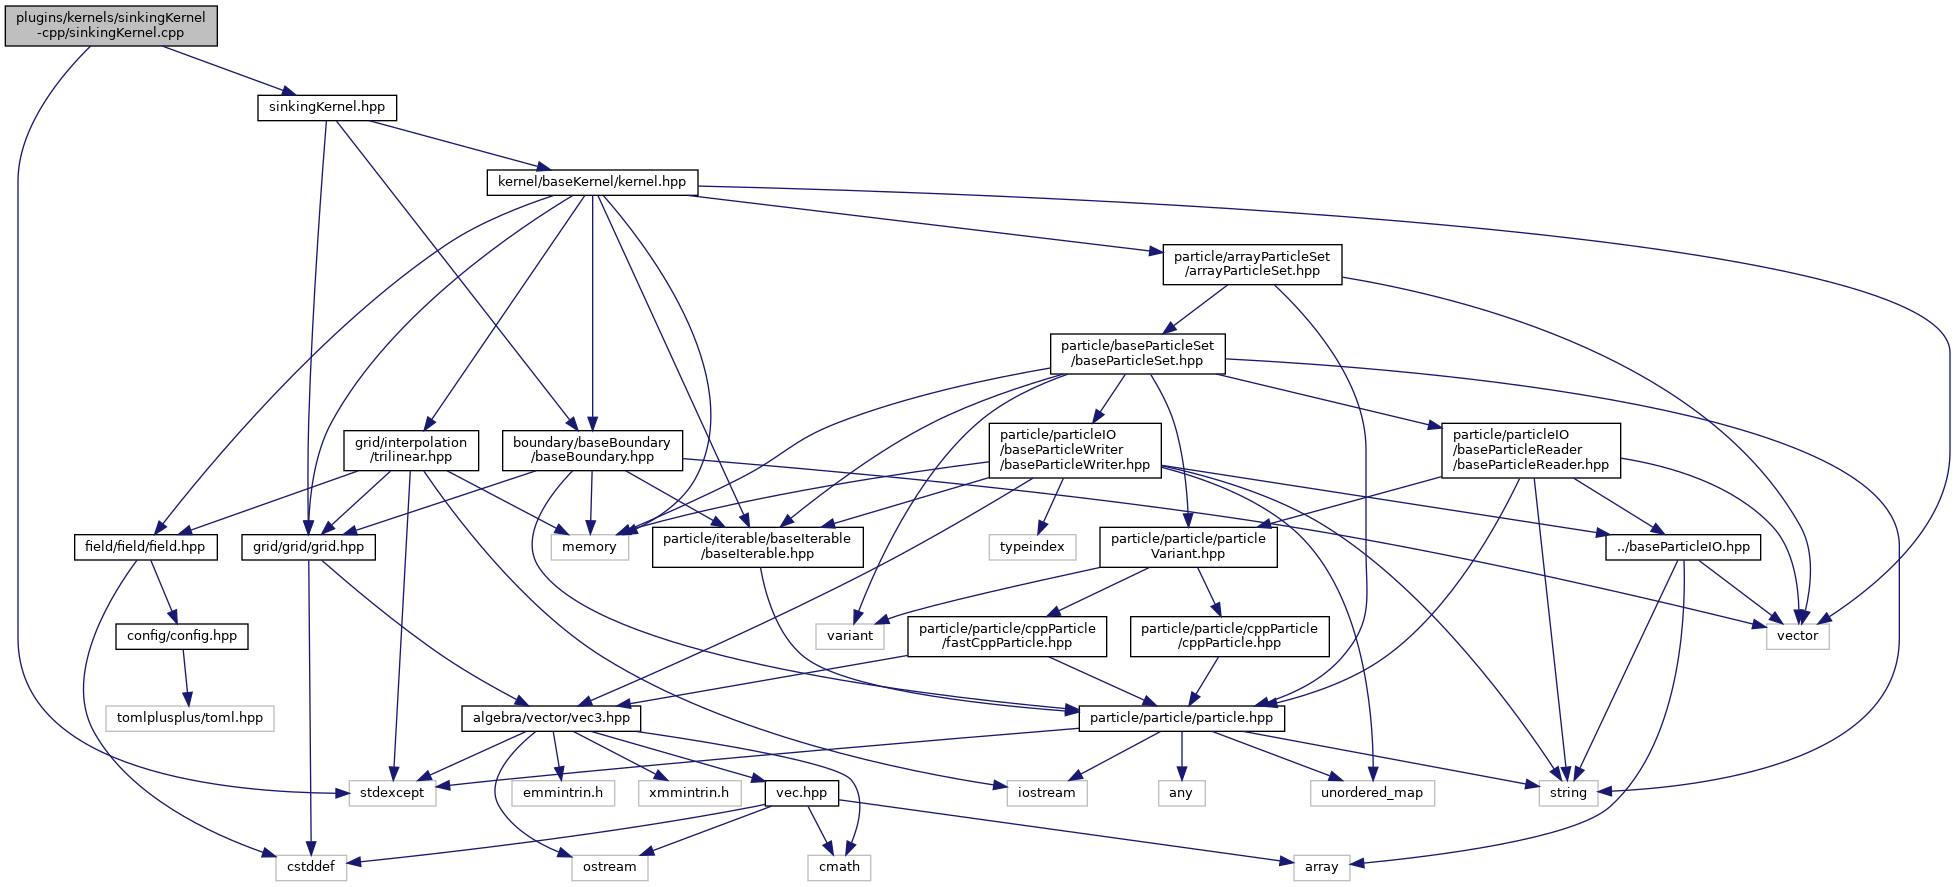 plugins/kernels/sinkingKernel
-cpp/sinkingKernel.cpp
sinkingKernel.hpp
kernel/baseKernel/kernel.hpp
particle/arrayParticleSet
/arrayParticleSet.hpp
particle/baseParticleSet
/baseParticleSet.hpp
grid/interpolation
/trilinear.hpp
boundary/baseBoundary
/baseBoundary.hpp
particle/particleIO
/baseParticleWriter
/baseParticleWriter.hpp
particle/particleIO
/baseParticleReader
/baseParticleReader.hpp
field/field/field.hpp
grid/grid/grid.hpp
memory
particle/iterable/baseIterable
/baseIterable.hpp
typeindex
particle/particle/particle
Variant.hpp
../baseParticleIO.hpp
config/config.hpp
variant
particle/particle/cppParticle
/fastCppParticle.hpp
particle/particle/cppParticle
/cppParticle.hpp
vector
tomlplusplus/toml.hpp
algebra/vector/vec3.hpp
particle/particle/particle.hpp
stdexcept
emmintrin.h
xmmintrin.h
vec.hpp
iostream
any
unordered_map
string
cstddef
ostream
cmath
array